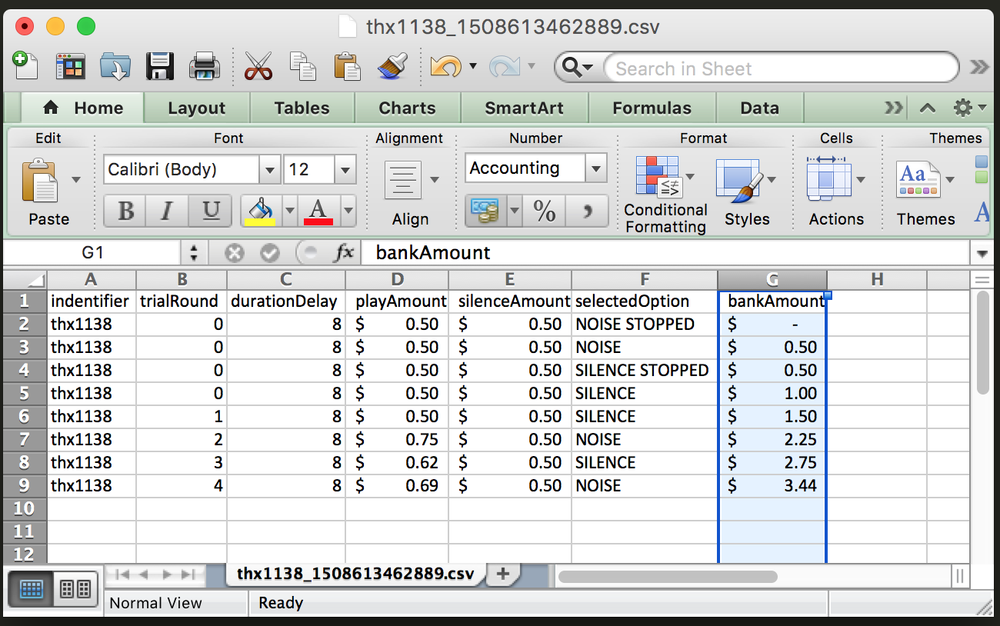 thx1138_1508613462889.csv
Search in Sheet
Home Layout Tables Charts SmartArt Formulas Data
Edit Font Alignment Number Format Cells Themes
Calibri (Body) 12 Accounting
B I U A % , Aa
Paste Align Conditional Formatting Styles Actions Themes
G1 fx bankAmount
A B C D E F G H
1 indentifier trialRound durationDelay playAmount silenceAmount selectedOption bankAmount
2 thx1138 0 8 $ 0.50 $ 0.50 NOISE STOPPED $ -
3 thx1138 0 8 $ 0.50 $ 0.50 NOISE $ 0.50
4 thx1138 0 8 $ 0.50 $ 0.50 SILENCE STOPPED $ 0.50
5 thx1138 0 8 $ 0.50 $ 0.50 SILENCE $ 1.00
6 thx1138 1 8 $ 0.50 $ 0.50 SILENCE $ 1.50
7 thx1138 2 8 $ 0.75 $ 0.50 NOISE $ 2.25
8 thx1138 3 8 $ 0.62 $ 0.50 SILENCE $ 2.75
9 thx1138 4 8 $ 0.69 $ 0.50 NOISE $ 3.44
10
11
12
thx1138_1508613462889.csv
Normal View Ready